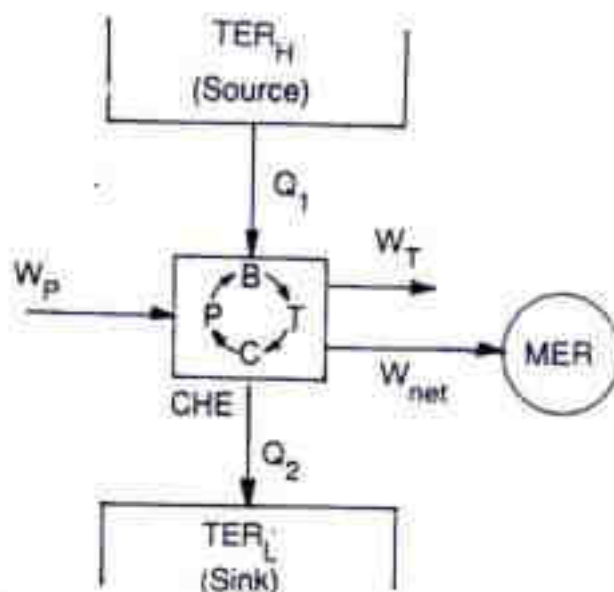 TER_H
(Source)
Q_1
W_T
W_P
B
P T
C
MER
W_net
CHE
Q_2
TER_L
(Sink)